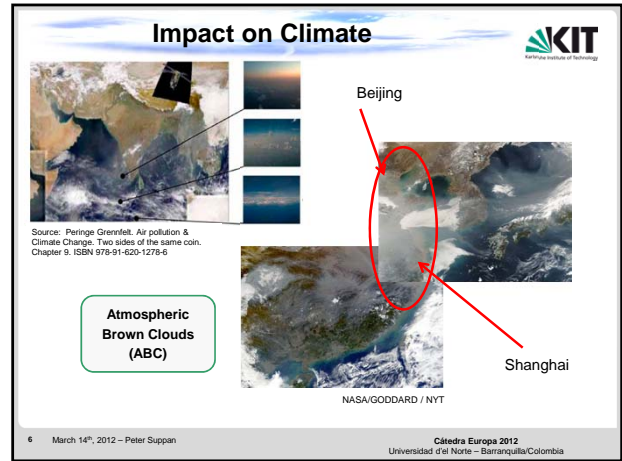 Impact on Climate
KIT
Karlsruhe Institute of Technology
Beijing
Source: Peringe Grennfelt. Air pollution &
Climate Change. Two sides of the same coin.
Chapter 9. ISBN 978-91-620-1278-6
Atmospheric
Brown Clouds
(ABC)
Shanghai
NASA/GODDARD / NYT
6 March 14th, 2012 – Peter Suppan
Cátedra Europa 2012
Universidad d'el Norte – Barranquilla/Colombia